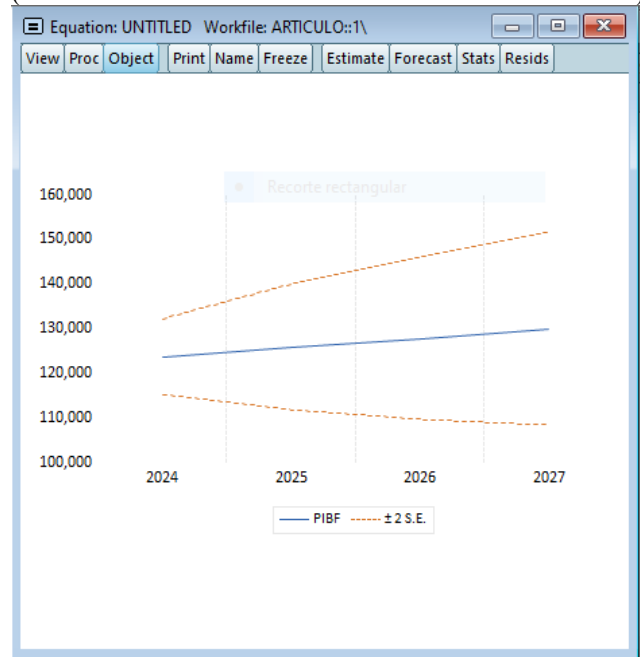 Equation: UNTITLED Workfile: ARTICULO::1\
View Proc Object Print Name Freeze Estimate Forecast Stats Resids
Recorte rectangular
160,000
150,000
140,000
130,000
120,000
110,000
100,000
2024 2025 2026 2027
PIBF ± 2 S.E.